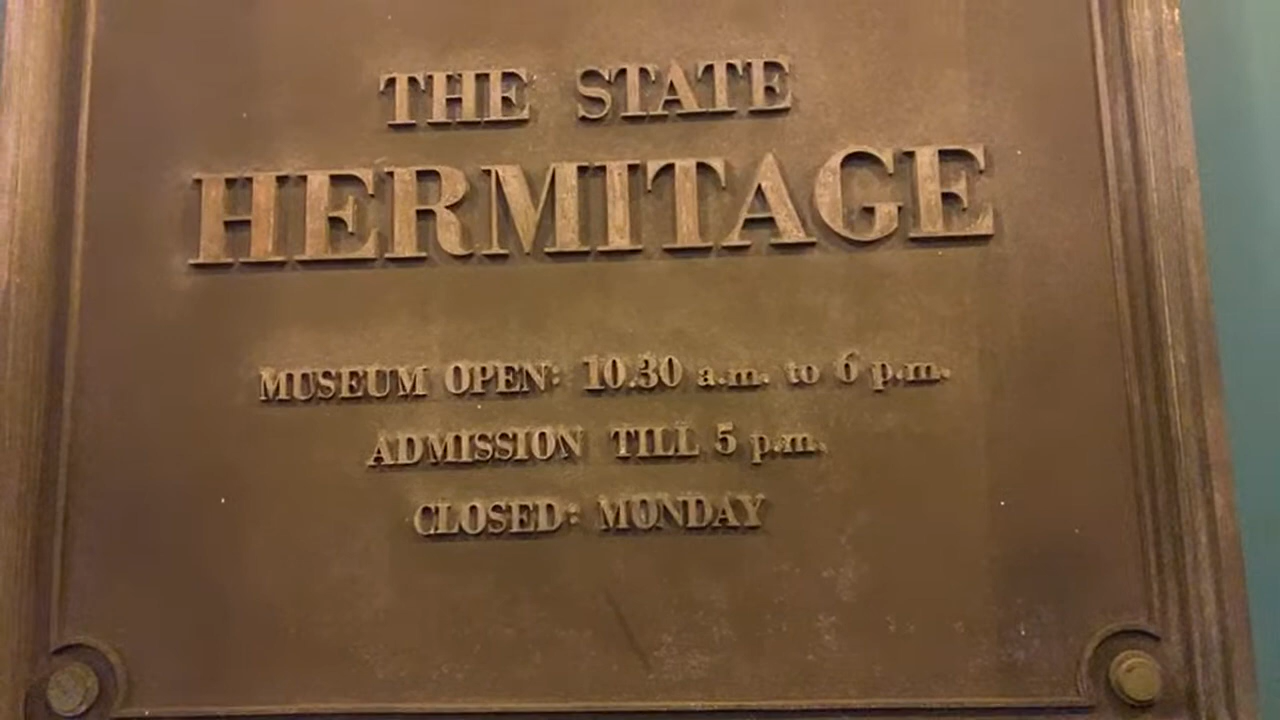 THE STATE
HERMITAGE
MUSEUM OPEN: 10.30 a.m. to 6 p.m.
ADMISSION TILL 5 p.m.
CLOSED: MONDAY